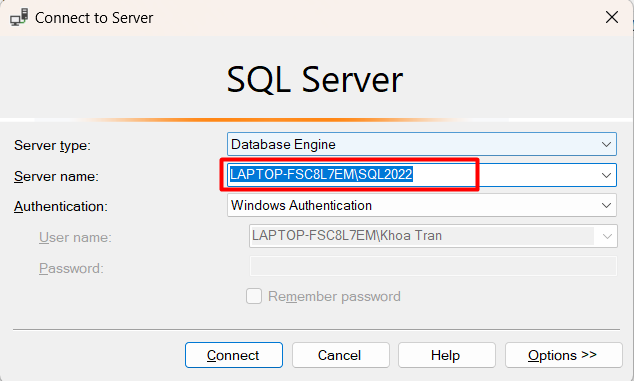 Connect to Server
SQL Server
Server type: Database Engine
Server name: LAPTOP-FSC8L7EM\SQL2022
Authentication: Windows Authentication
User name: LAPTOP-FSC8L7EM\Khoa Tran
Password:
Remember password
Connect Cancel Help Options >>